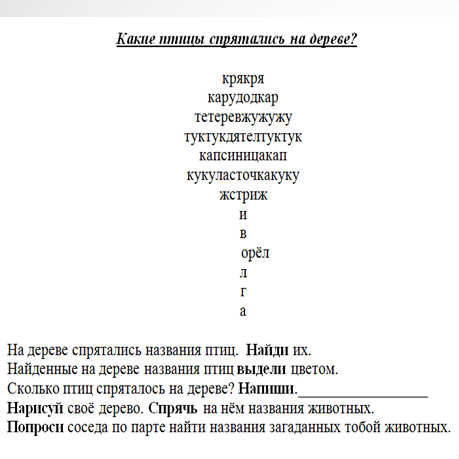 Какие птицы спрятались на дереве?
крякря
карудодкар
тетеревжужужу
туктукдятелтуктук
капсиницакап
кукуласточкакуку
жстриж
и
в
орёл
л
г
а
На дереве спрятались названия птиц. Найди их.
Найденные на дереве названия птиц выдели цветом.
Сколько птиц спряталось на дереве? Напиши.________________
Нарисуй своё дерево. Спрячь на нём названия животных.
Попроси соседа по парте найти названия загаданных тобой животных.